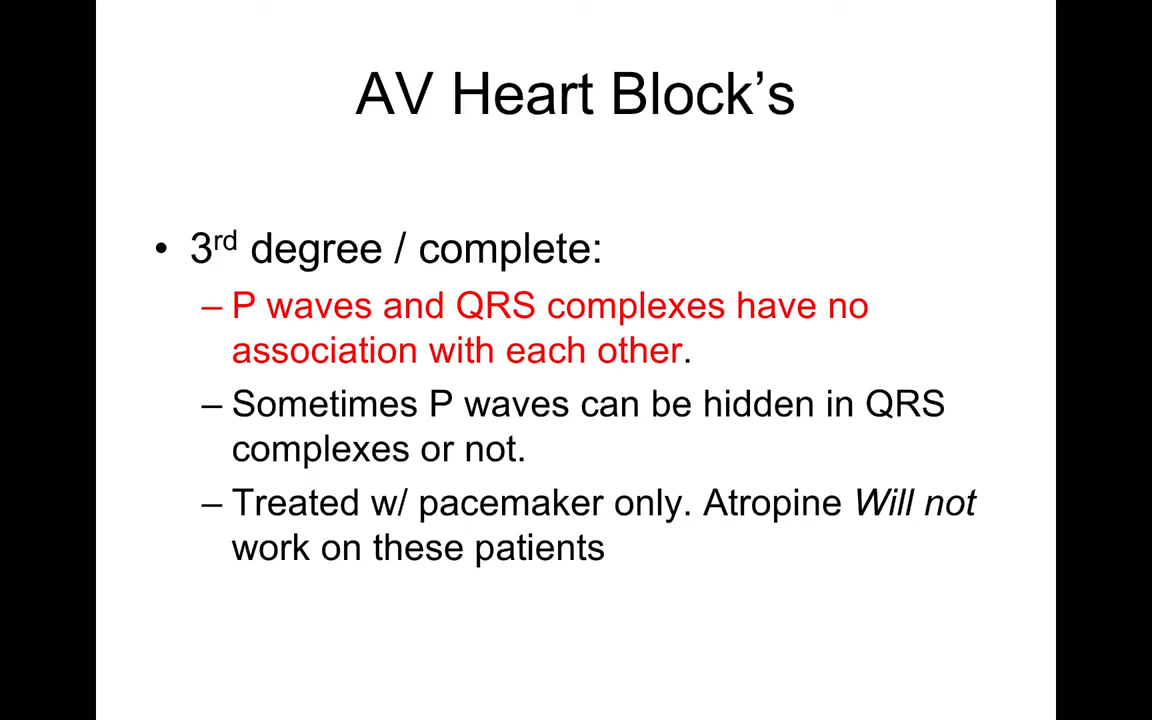 AV Heart Block’s
• 3rd degree / complete:
– P waves and QRS complexes have no
association with each other.
– Sometimes P waves can be hidden in QRS
complexes or not.
– Treated w/ pacemaker only. Atropine Will not
work on these patients